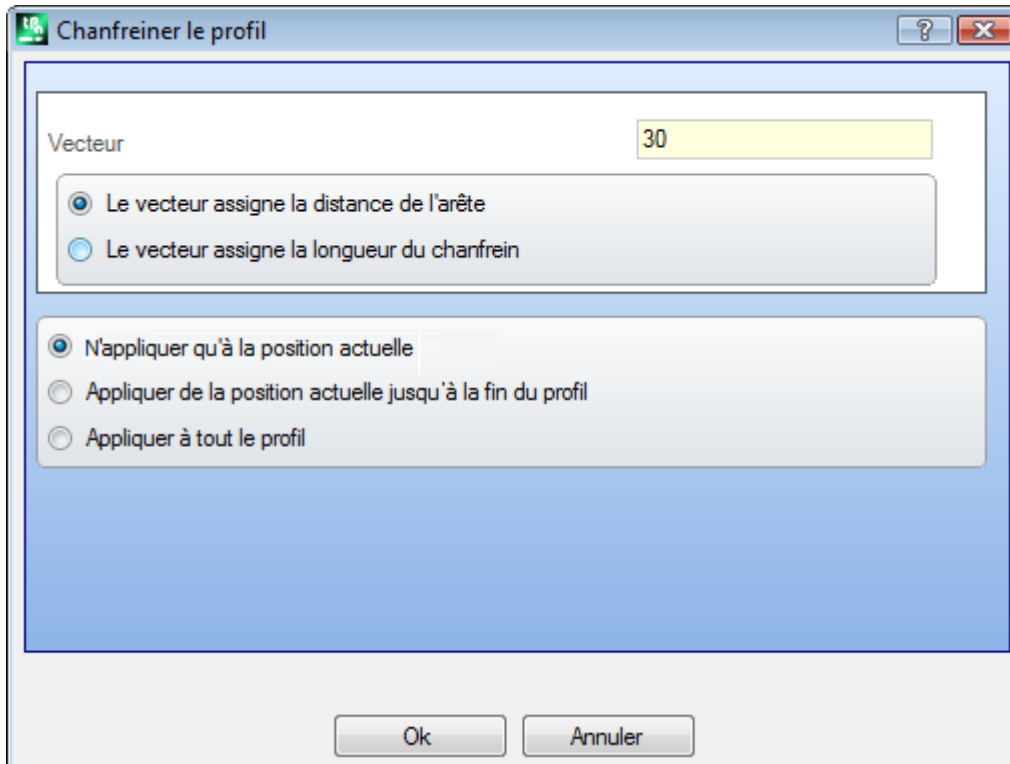 Chanfreiner le profil
Vecteur 30
Le vecteur assigne la distance de l'arête
Le vecteur assigne la longueur du chanfrein
N'appliquer qu'à la position actuelle
Appliquer de la position actuelle jusqu'à la fin du profil
Appliquer à tout le profil
Ok Annuler